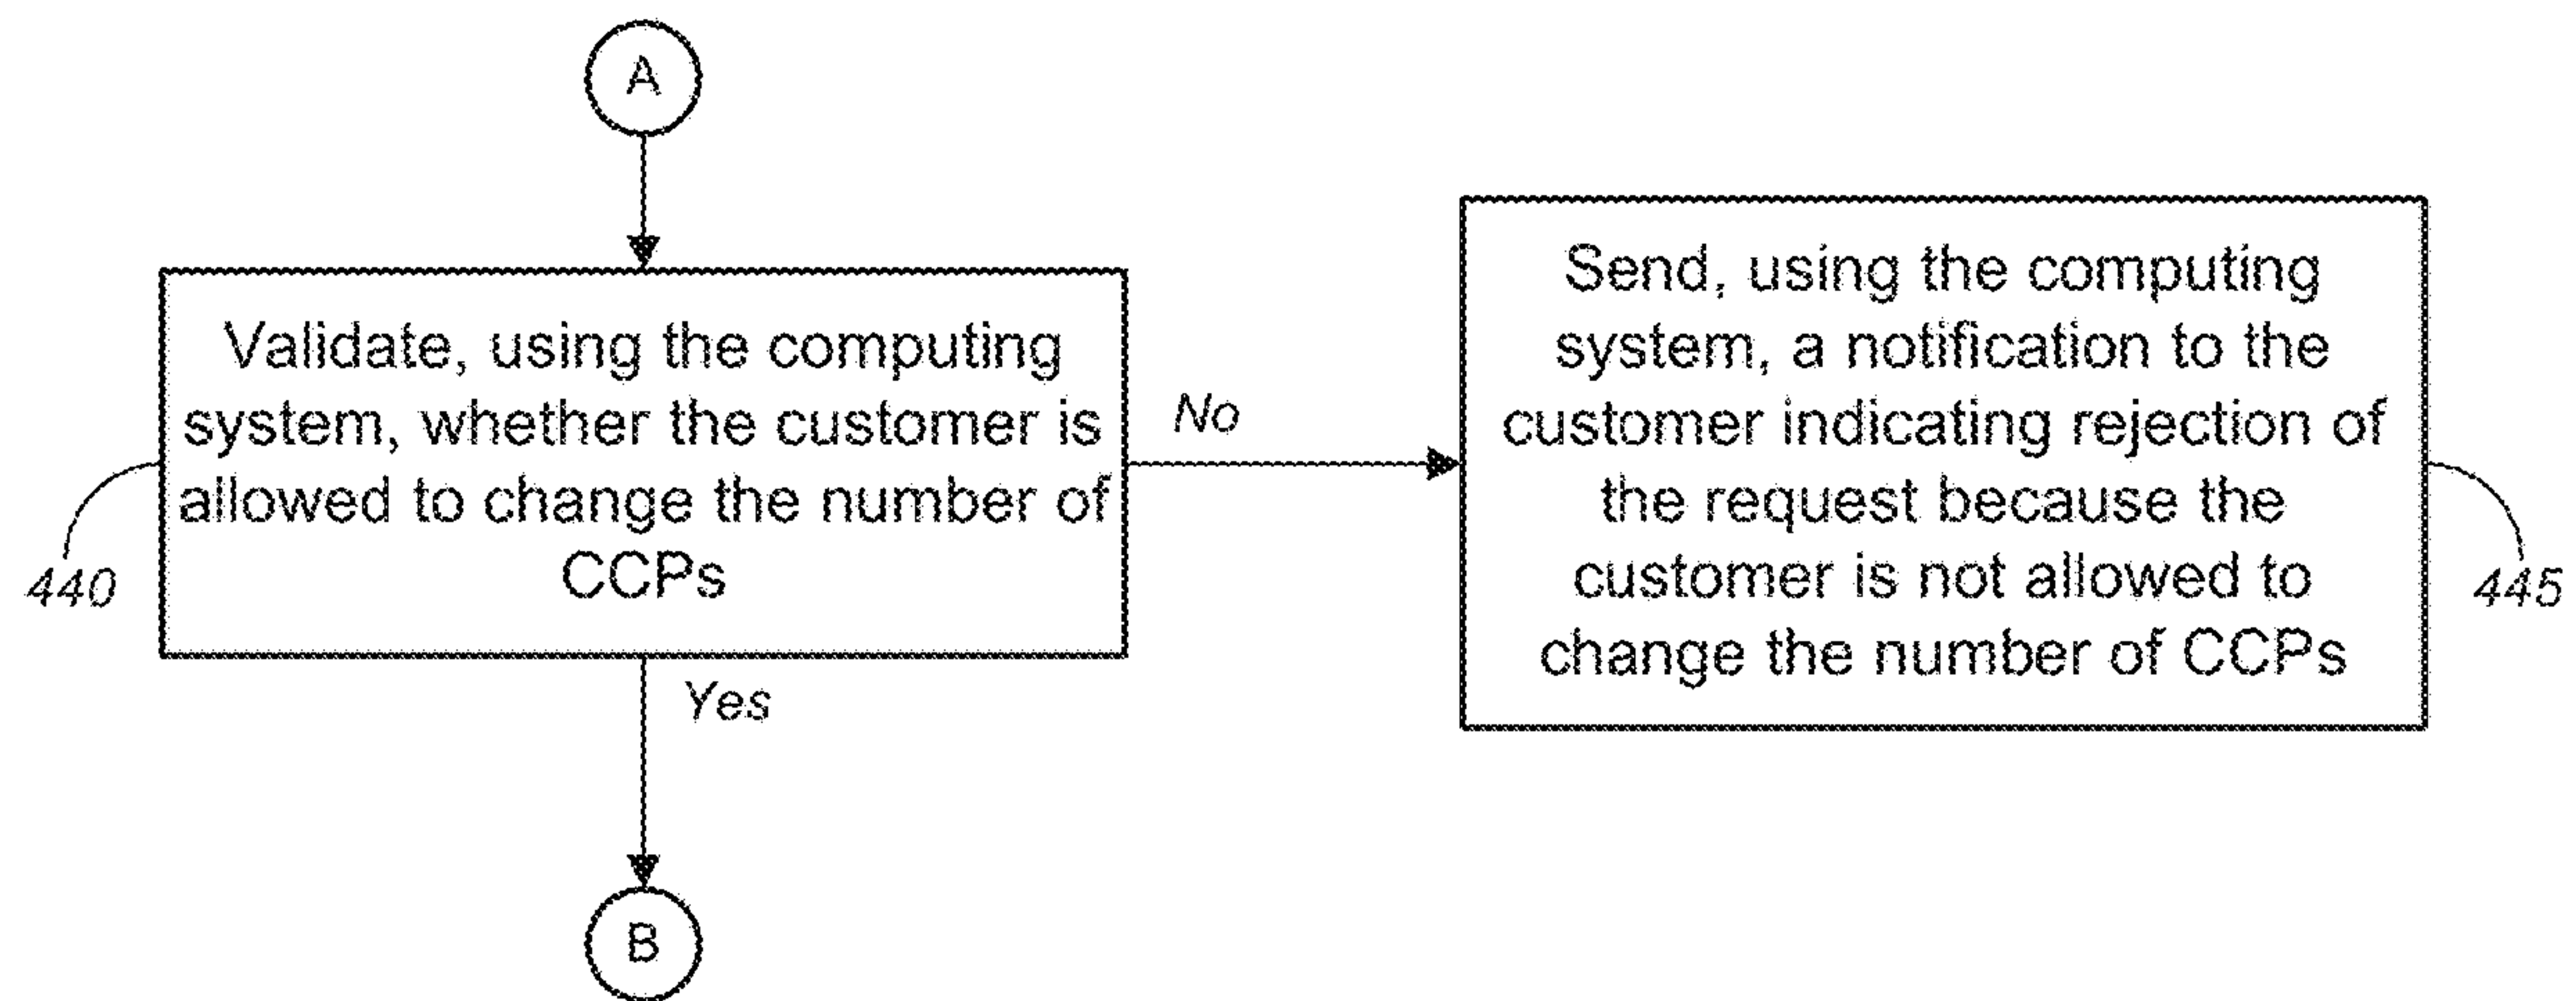 A
Validate, using the computing
system, whether the customer is
allowed to change the number of
CCPs
440
No
Send, using the computing
system, a notification to the
customer indicating rejection of
the request because the
customer is not allowed to
change the number of CCPs
445
Yes
B